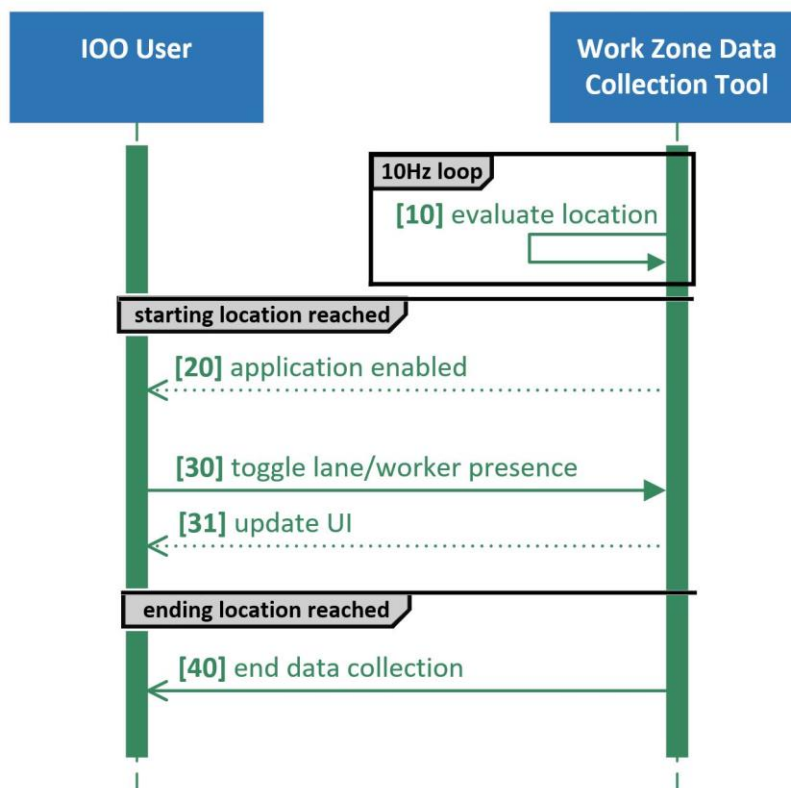 IOO User
Work Zone Data
Collection Tool
10Hz loop
[10] evaluate location
starting location reached
[20] application enabled
[30] toggle lane/worker presence
[31] update UI
ending location reached
[40] end data collection